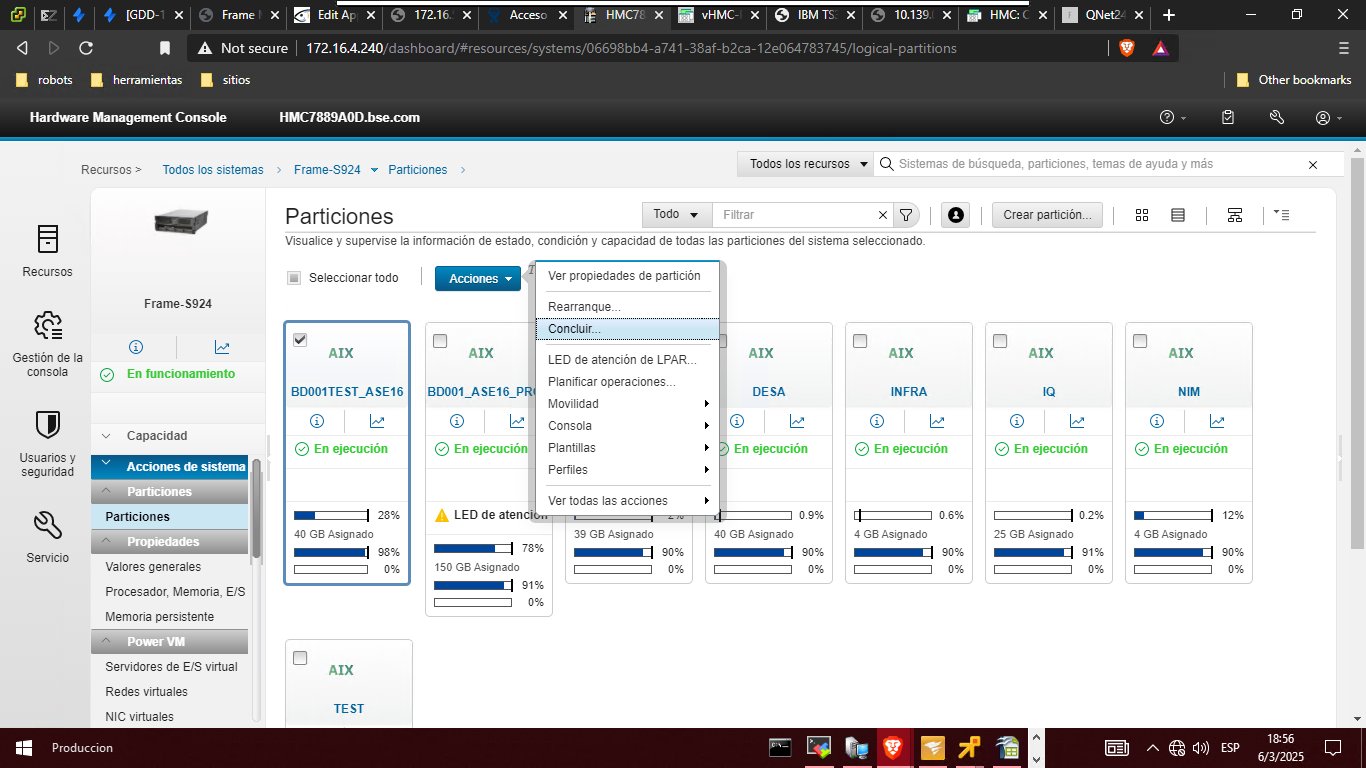 [GDD-1
Frame M
Edit App
172.16.5
Acceso
HMC78
vHMC-
IBM TS3
10.139.0
HMC: C
QNet24
Not secure
172.16.4.240/dashboard/#resources/systems/06698bb4-a741-38af-b2ca-12e064783745/logical-partitions
robots
herramientas
sitios
Other bookmarks
Hardware Management Console
HMC7889A0D.bse.com
Recursos >
Todos los sistemas
Frame-S924
Particiones
Todos los recursos
Sistemas de búsqueda, particiones, temas de ayuda y más
Recursos
Gestión de la
consola
Usuarios y
seguridad
Servicio
Frame-S924
En funcionamiento
Capacidad
Acciones de sistema
Particiones
Particiones
Propiedades
Valores generales
Procesador, Memoria, E/S
Memoria persistente
Power VM
Servidores de E/S virtual
Redes virtuales
NIC virtuales
Particiones
Todo
Filtrar
Crear partición...
Visualice y supervise la información de estado, condición y capacidad de todas las particiones del sistema seleccionado.
Seleccionar todo
Acciones
Ver propiedades de partición
Rearranque...
Concluir...
LED de atención de LPAR...
Planificar operaciones...
Movilidad
Consola
Plantillas
Perfiles
Ver todas las acciones
AIX
BD001TEST_ASE16
En ejecución
28%
40 GB Asignado
98%
0%
AIX
BD001_ASE16_PR
En ejecución
LED de atención
78%
150 GB Asignado
91%
0%
2%
39 GB Asignado
90%
0%
AIX
DESA
En ejecución
0.9%
40 GB Asignado
90%
0%
AIX
INFRA
En ejecución
0.6%
4 GB Asignado
90%
0%
AIX
IQ
En ejecución
0.2%
25 GB Asignado
91%
0%
AIX
NIM
En ejecución
12%
4 GB Asignado
90%
0%
AIX
TEST
Produccion
ESP
18:56
6/3/2025